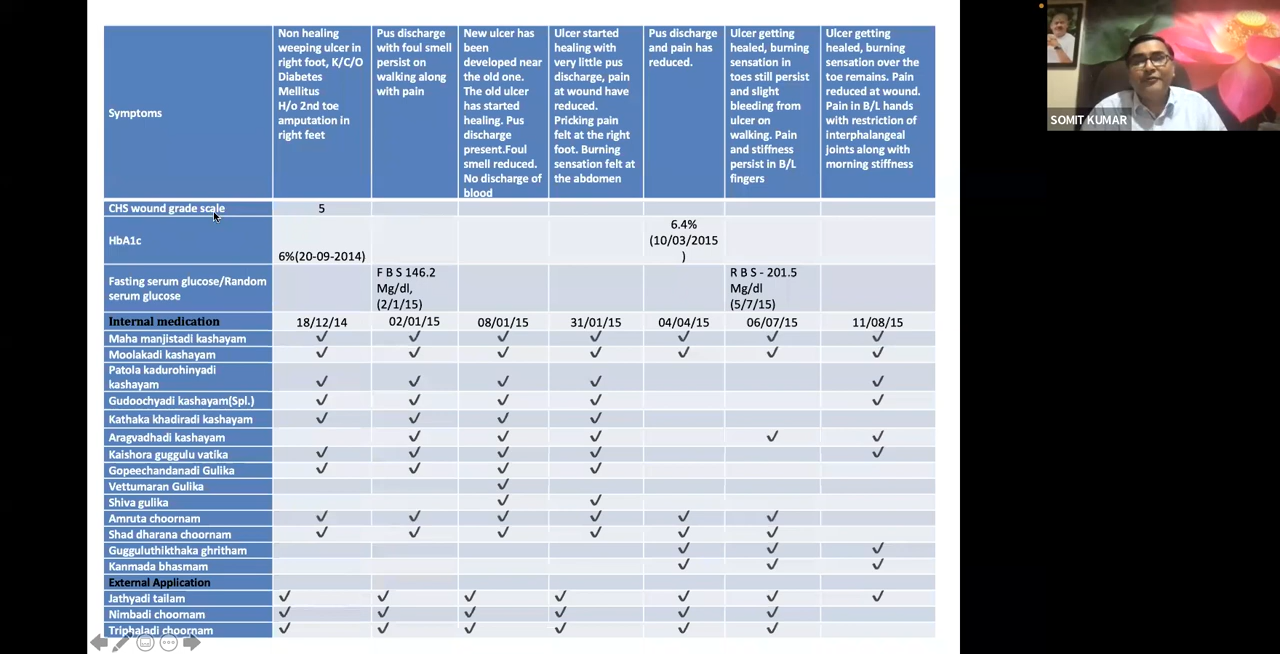 Symptoms
Non healing
weeping ulcer in
right foot, K/C/O
Diabetes
Mellitus
H/o 2nd toe
amputation in
right feet
Pus discharge
with foul smell
persist on
walking along
with pain
New ulcer has
been
developed near
the old one.
The old ulcer
has started
healing. Pus
discharge
present.Foul
smell reduced.
No discharge of
blood
Ulcer started
healing with
very little pus
discharge, pain
at wound have
reduced.
Pricking pain
felt at the right
foot. Burning
sensation felt at
the abdomen
Pus discharge
and pain has
reduced.
Ulcer getting
healed, burning
sensation in
toes still persist
and slight
bleeding from
ulcer on
walking. Pain
and stiffness
persist in B/L
fingers
Ulcer getting
healed, burning
sensation over the
toe remains. Pain
reduced at wound.
Pain in B/L hands
with restriction of
interphalangeal
joints along with
morning stiffness
CHS wound grade scale 5
HbA1c
6%(20-09-2014)
6.4%
(10/03/2015
)
Fasting serum glucose/Random
serum glucose
F B S 146.2
Mg/dl,
(2/1/15)
R B S - 201.5
Mg/dl
(5/7/15)
Internal medication 18/12/14 02/01/15 08/01/15 31/01/15 04/04/15 06/07/15 11/08/15
Maha manjistadi kashayam ✓ ✓ ✓ ✓ ✓ ✓ ✓
Moolakadi kashayam ✓ ✓ ✓ ✓ ✓ ✓ ✓
Patola kadurohinyadi
kashayam ✓ ✓ ✓ ✓ ✓
Gudoochyadi kashayam(Spl.) ✓ ✓ ✓ ✓ ✓
Kathaka khadiradi kashayam ✓ ✓ ✓ ✓
Aragvadhadi kashayam ✓ ✓ ✓ ✓ ✓
Kaishora guggulu vatika ✓ ✓ ✓ ✓ ✓
Gopeechandanadi Gulika ✓ ✓ ✓ ✓
Vettumaran Gulika ✓
Shiva gulika ✓ ✓
Amruta choornam ✓ ✓ ✓ ✓ ✓ ✓
Shad dharana choornam ✓ ✓ ✓ ✓ ✓ ✓
Gugguluthikthaka ghritham ✓ ✓ ✓
Kanmada bhasmam ✓ ✓ ✓
External Application
Jathyadi tailam ✓ ✓ ✓ ✓ ✓ ✓ ✓
Nimbadi choornam ✓ ✓ ✓ ✓ ✓ ✓
Triphaladi choornam ✓ ✓ ✓ ✓ ✓ ✓
SOMIT KUMAR